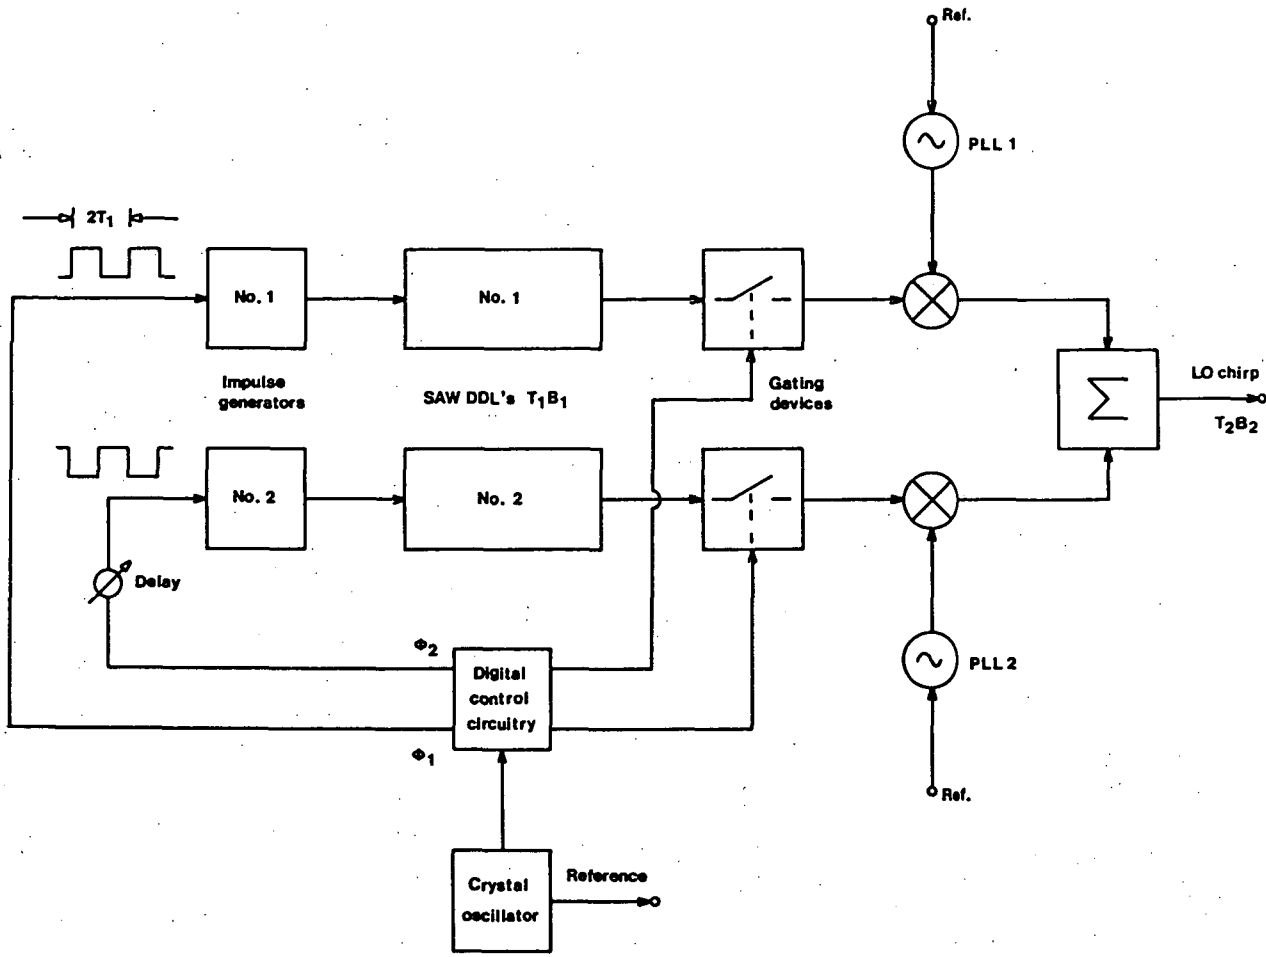 Ref.
PLL 1
2T1
No. 1
No. 1
Impulse
generators
SAW DDL's T1B1
Gating
devices
Σ
LO chirp
T2B2
No. 2
No. 2
Delay
Φ2
Digital
control
circuitry
Φ1
PLL 2
Ref.
Crystal
oscillator
Reference